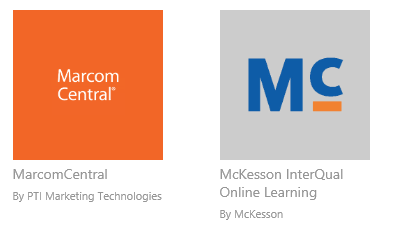 Marcom
Central®
MarcomCentral
By PTI Marketing Technologies
Mc
McKesson InterQual
Online Learning
By McKesson